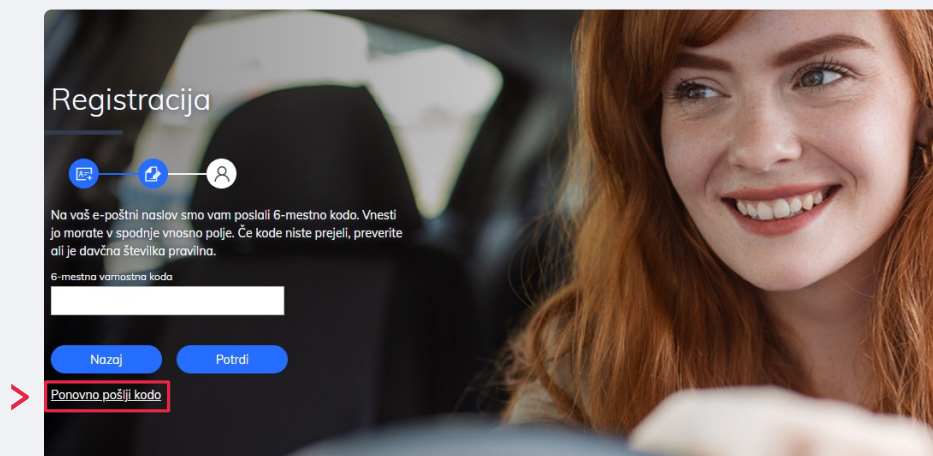 Registracija
Na vaš e-poštni naslov smo vam poslali 6-mestno kodo. Vnesti
jo morate v spodnje vnosno polje. Če kode niste prejeli, preverite
ali je davčna številka pravilna.
6-mestna varnostna koda
Nazaj Potrdi
Ponovno pošlji kodo